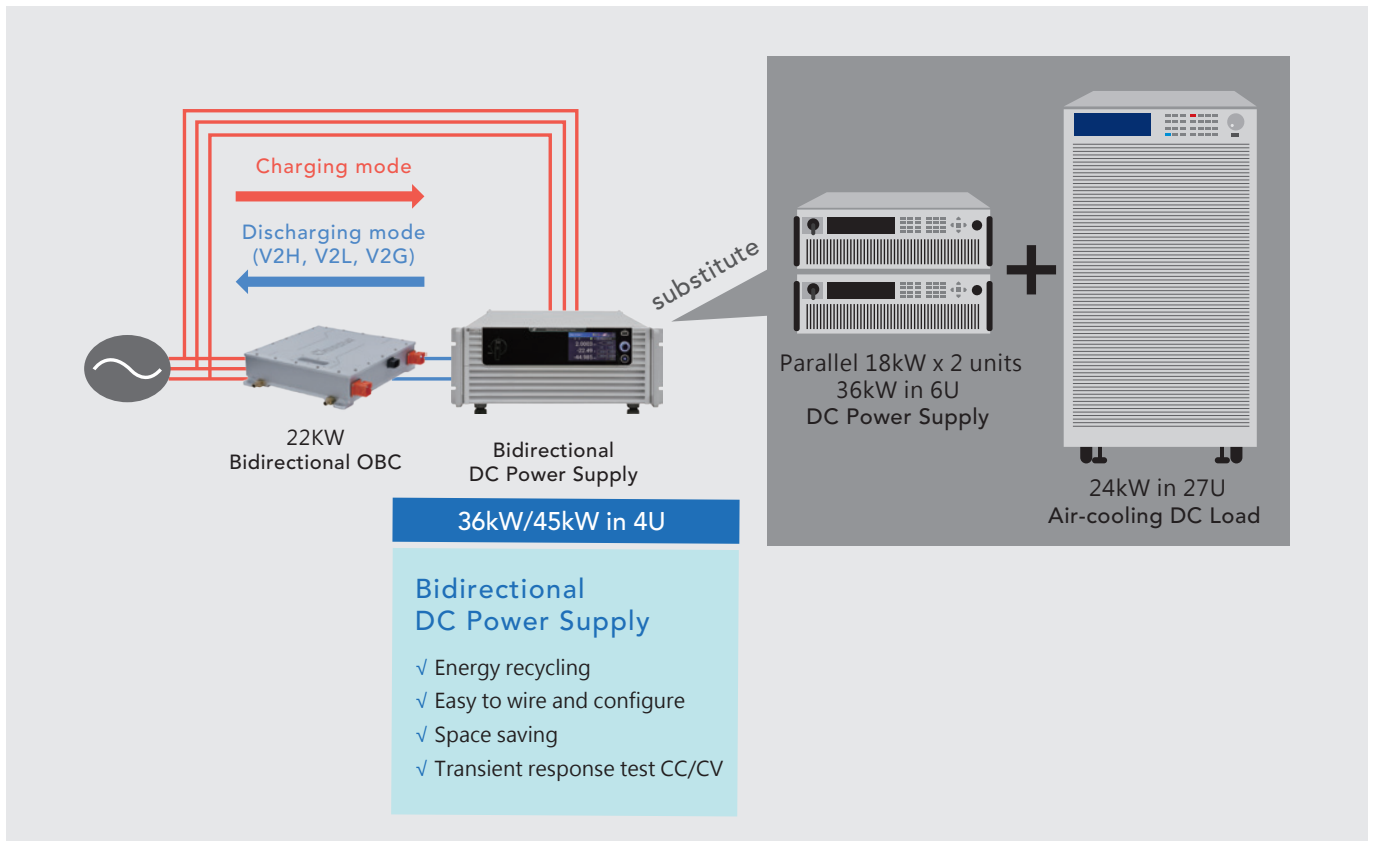 Charging mode
Discharging mode
(V2H, V2L, V2G)
22KW
Bidirectional OBC
Bidirectional
DC Power Supply
36kW/45kW in 4U
Bidirectional
DC Power Supply
√ Energy recycling
√ Easy to wire and configure
√ Space saving
√ Transient response test CC/CV
substitute
Parallel 18kW x 2 units
36kW in 6U
DC Power Supply
+
24kW in 27U
Air-cooling DC Load